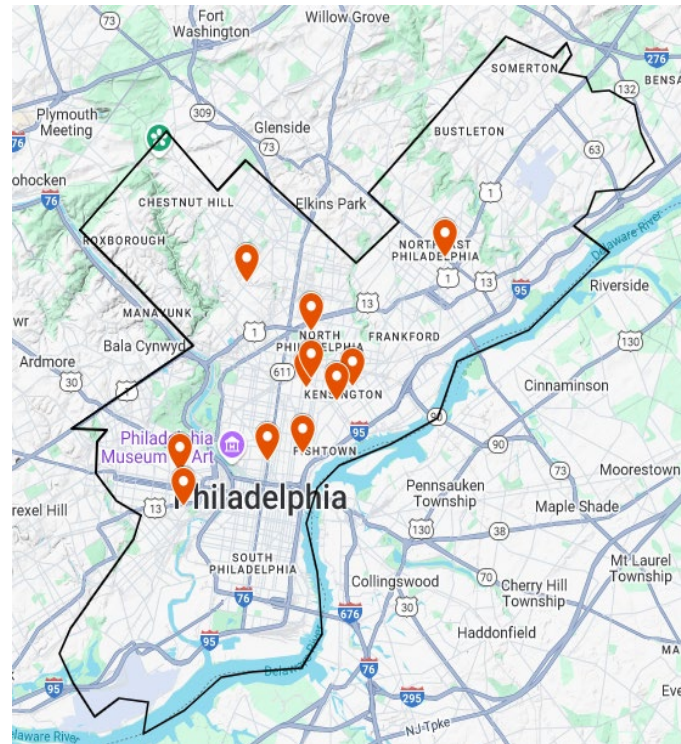 Fort
Washington
Willow Grove
73
276
SOMERTON
BENSA
132
Plymouth
Meeting
309
Glenside
73
BUSTLETON
63
76
ohocken
76
1
CHESTNUT HILL
Elkins Park
ROXBOROUGH
NORTHEAST
PHILADELPHIA
Delaware River
1
13
95
Riverside
MANAYUNK
13
wr
1
NORTH
PHILADELPHIA
FRANKFORD
130
Bala Cynwyd
Ardmore
30
611
KENSINGTON
Cinnaminson
95
90
Philadelphia
Museum of Art
FISHTOWN
90
73
Moorestown
Philadelphia
Pennsauken
Township
rexel Hill
13
Maple Shade
130
38
SOUTH
PHILADELPHIA
70
Mt Laurel
Township
Collingswood
Cherry Hill
Township
76
30
676
Haddonfield
95
MA
95
295
Eve
NJ Tpke
Delaware River